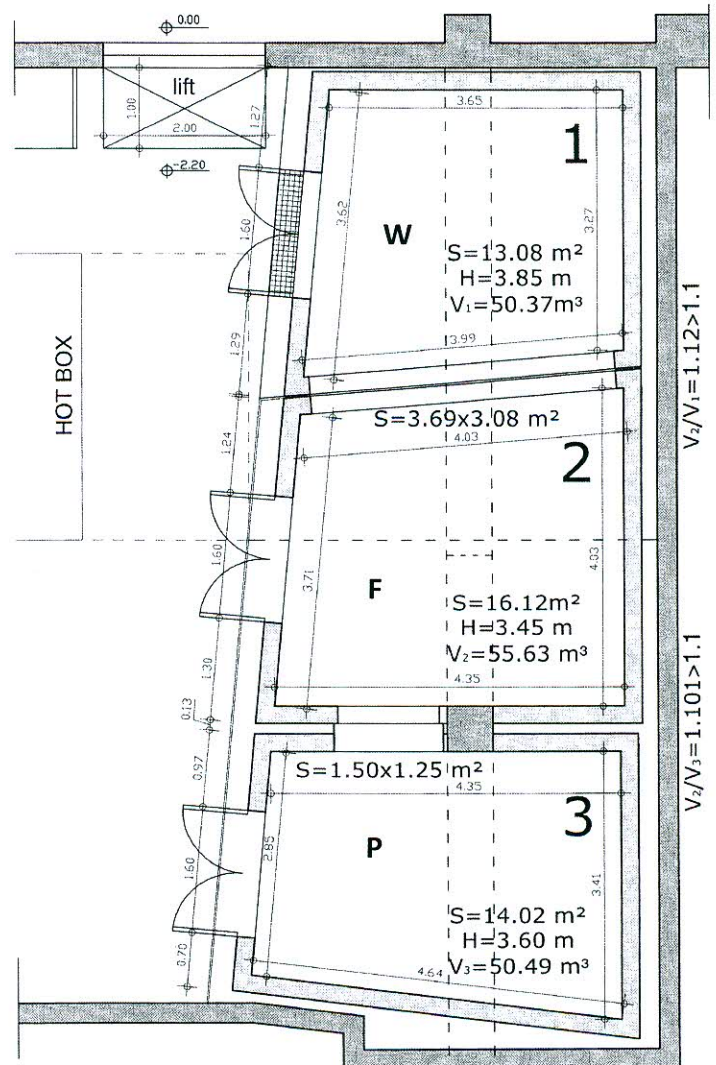 0.00
lift
1.00
2.00
-2.20
1.27
3.65
1
3.62
W
3.27
1.60
S=13.08 m²
H=3.85 m
V₁=50.37m³
3.99
1.29
HOT BOX
V₂/V₁=1.12>1.1
S=3.69x3.08 m²
4.03
1.24
2
1.60
3.71
F
4.03
S=16.12m²
H=3.45 m
V₂=55.63 m³
4.35
1.30
0.13
V₂/V₃=1.101>1.1
0.97
S=1.50x1.25 m²
4.35
3
2.85
P
1.60
3.41
S=14.02 m²
H=3.60 m
V₃=50.49 m³
4.64
0.70